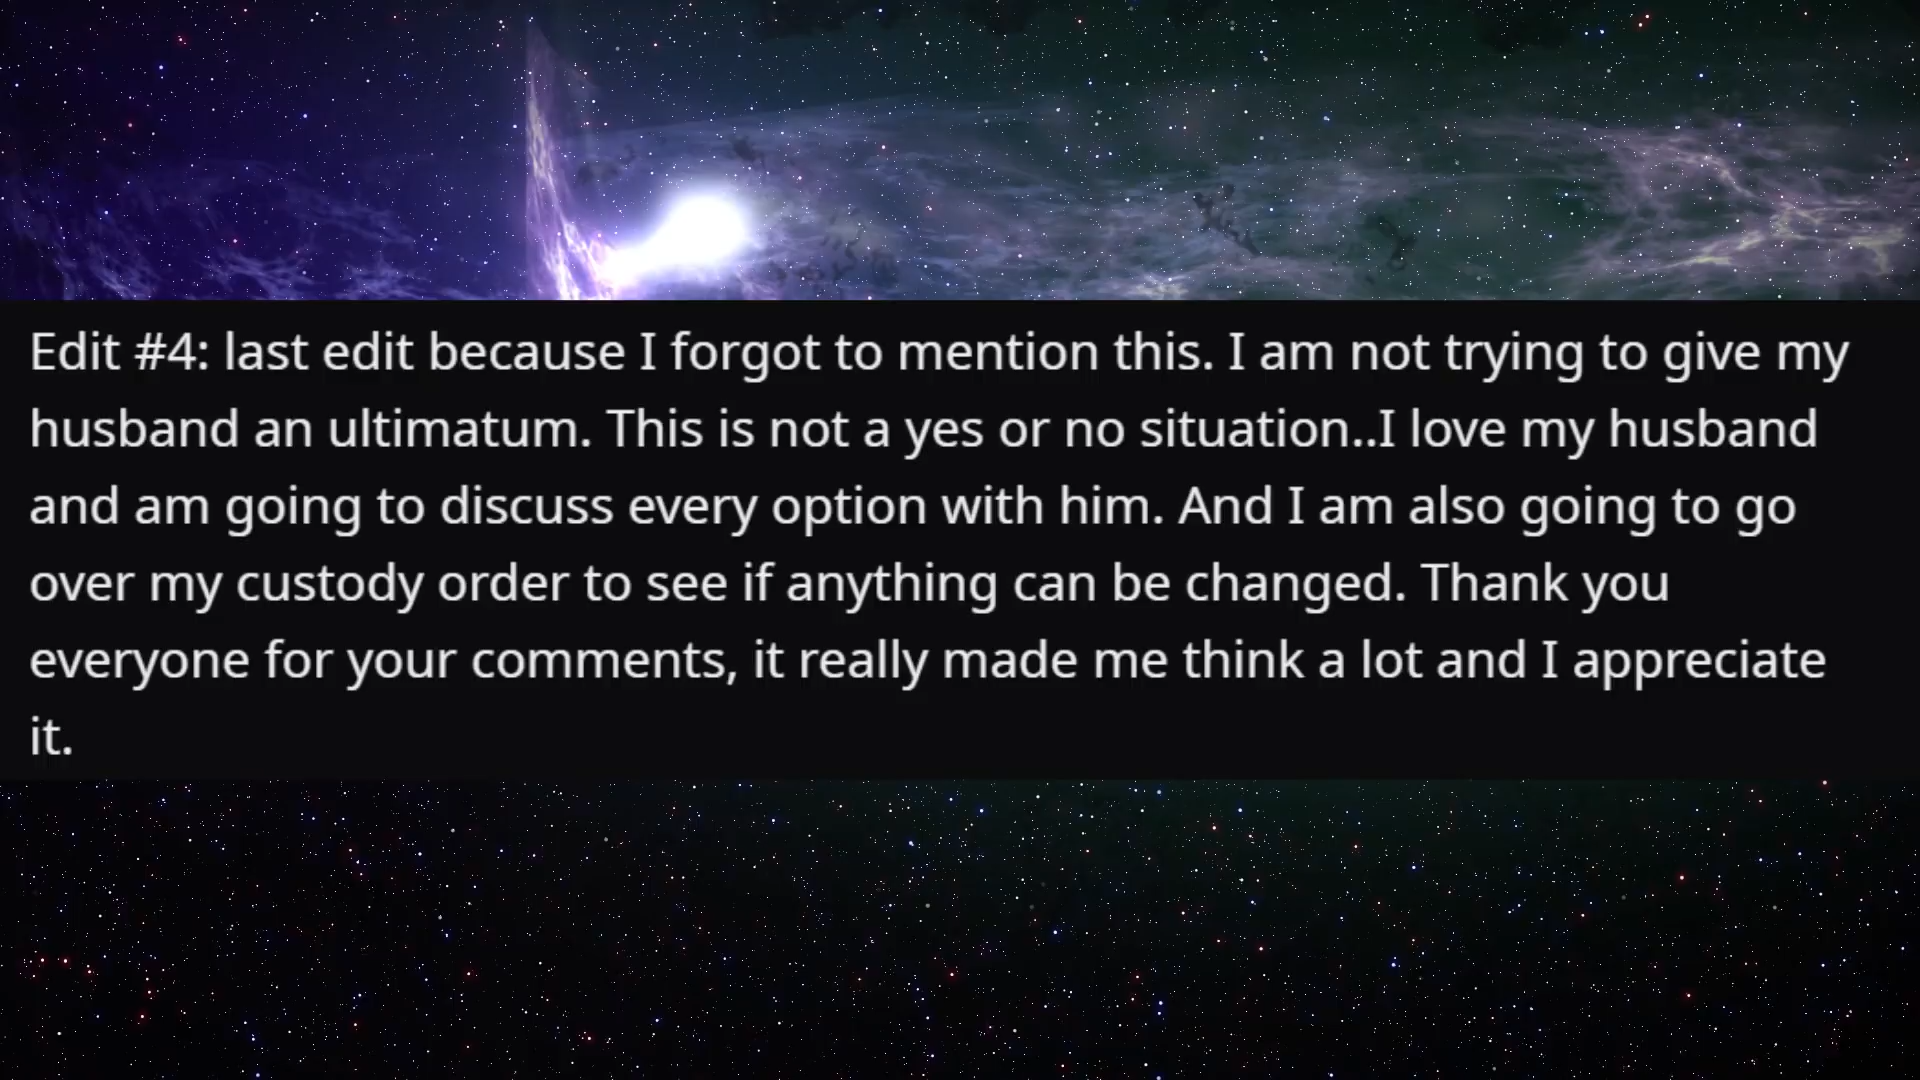 Edit #4: last edit because I forgot to mention this. I am not trying to give my
husband an ultimatum. This is not a yes or no situation..I love my husband
and am going to discuss every option with him. And I am also going to go
over my custody order to see if anything can be changed. Thank you
everyone for your comments, it really made me think a lot and I appreciate
it.